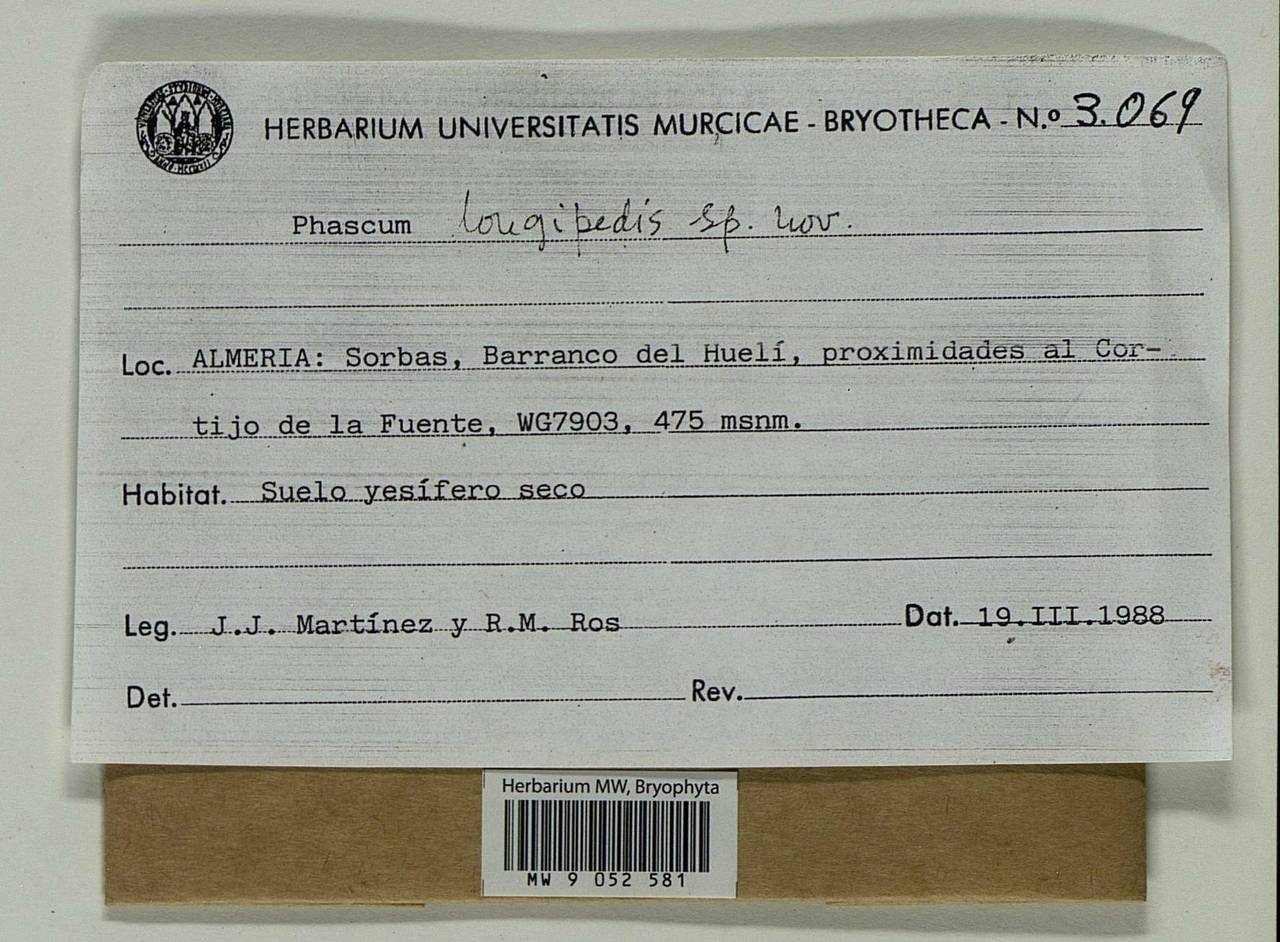 HERBARIUM UNIVERSITATIS MURCICAE - BRYOTHECA - N.º 3.069
Phascum longipedis sp. nov.
Loc. ALMERIA: Sorbas, Barranco del Huelí, proximidades al Cor-
tijo de la Fuente, WG7903, 475 msnm.
Habitat. Suelo yesífero seco
Leg. J.J. Martínez y R.M. Ros Dat. 19.III.1988
Det. Rev.
Herbarium MW, Bryophyta
MW 9 052 581